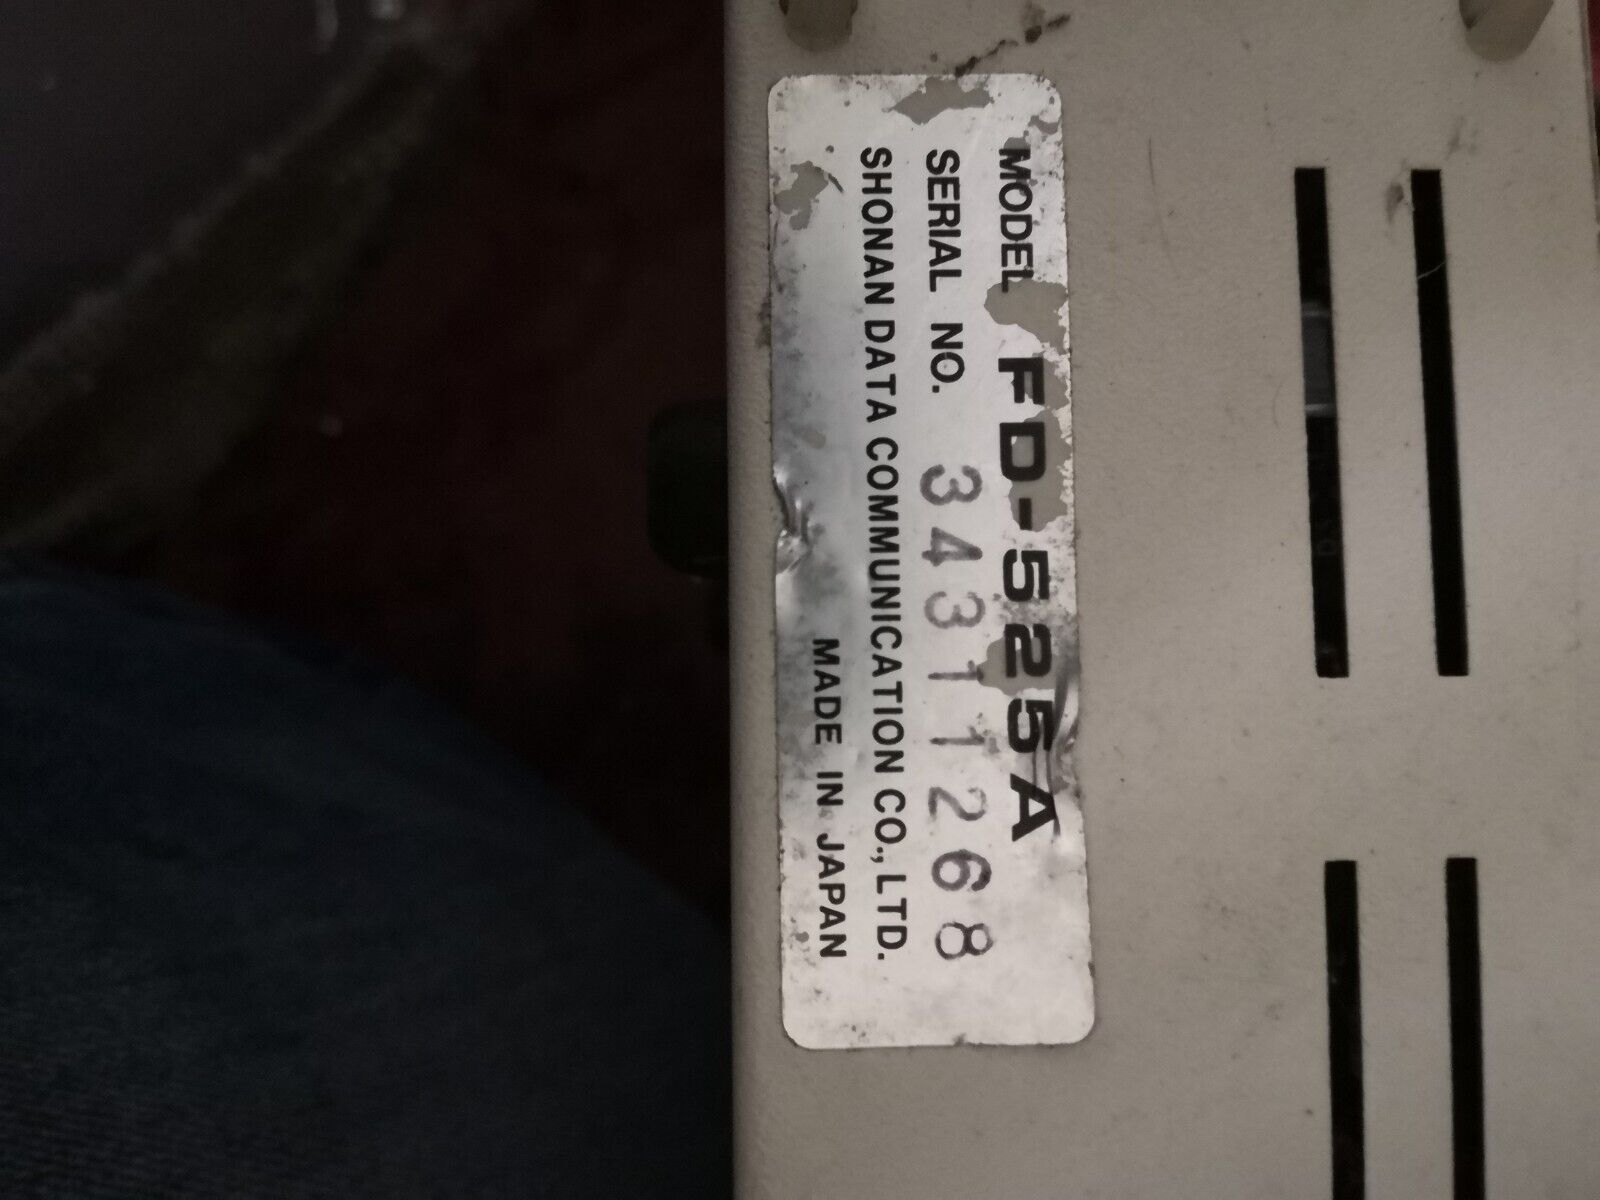 MODEL FD-525A
SERIAL NO. 34311268
SHONAN DATA COMMUNICATION CO., LTD.
MADE IN JAPAN